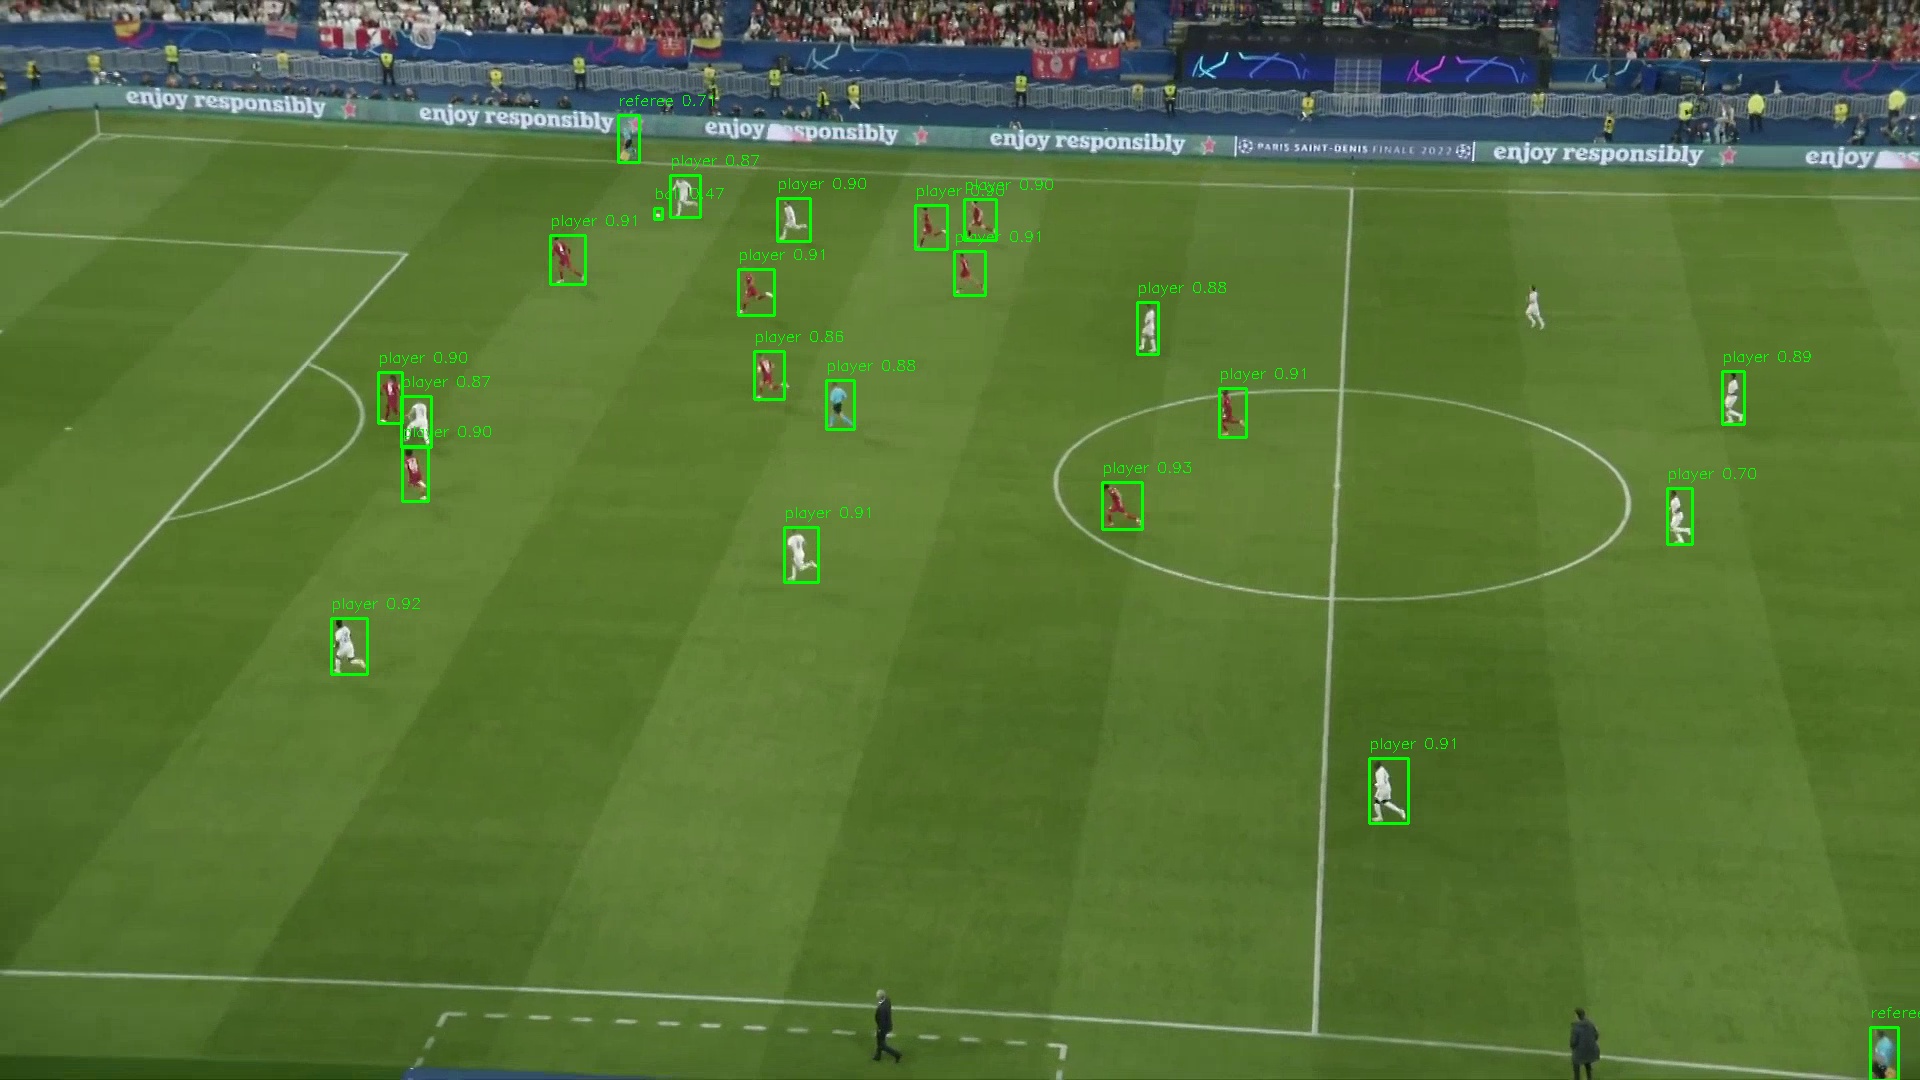 enjoy responsibly
enjoy responsibly
enjoy responsibly
enjoy responsibly
PARIS SAINT-DENIS FINALE 2022
enjoy responsibly
enjoy
referee 0.71
player 0.87
player 0.90
player 0.90
player 0.91
player 0.91
player 0.91
player 0.88
player 0.86
player 0.88
player 0.90
player 0.87
player 0.90
player 0.91
player 0.89
player 0.93
player 0.70
player 0.91
player 0.92
player 0.91